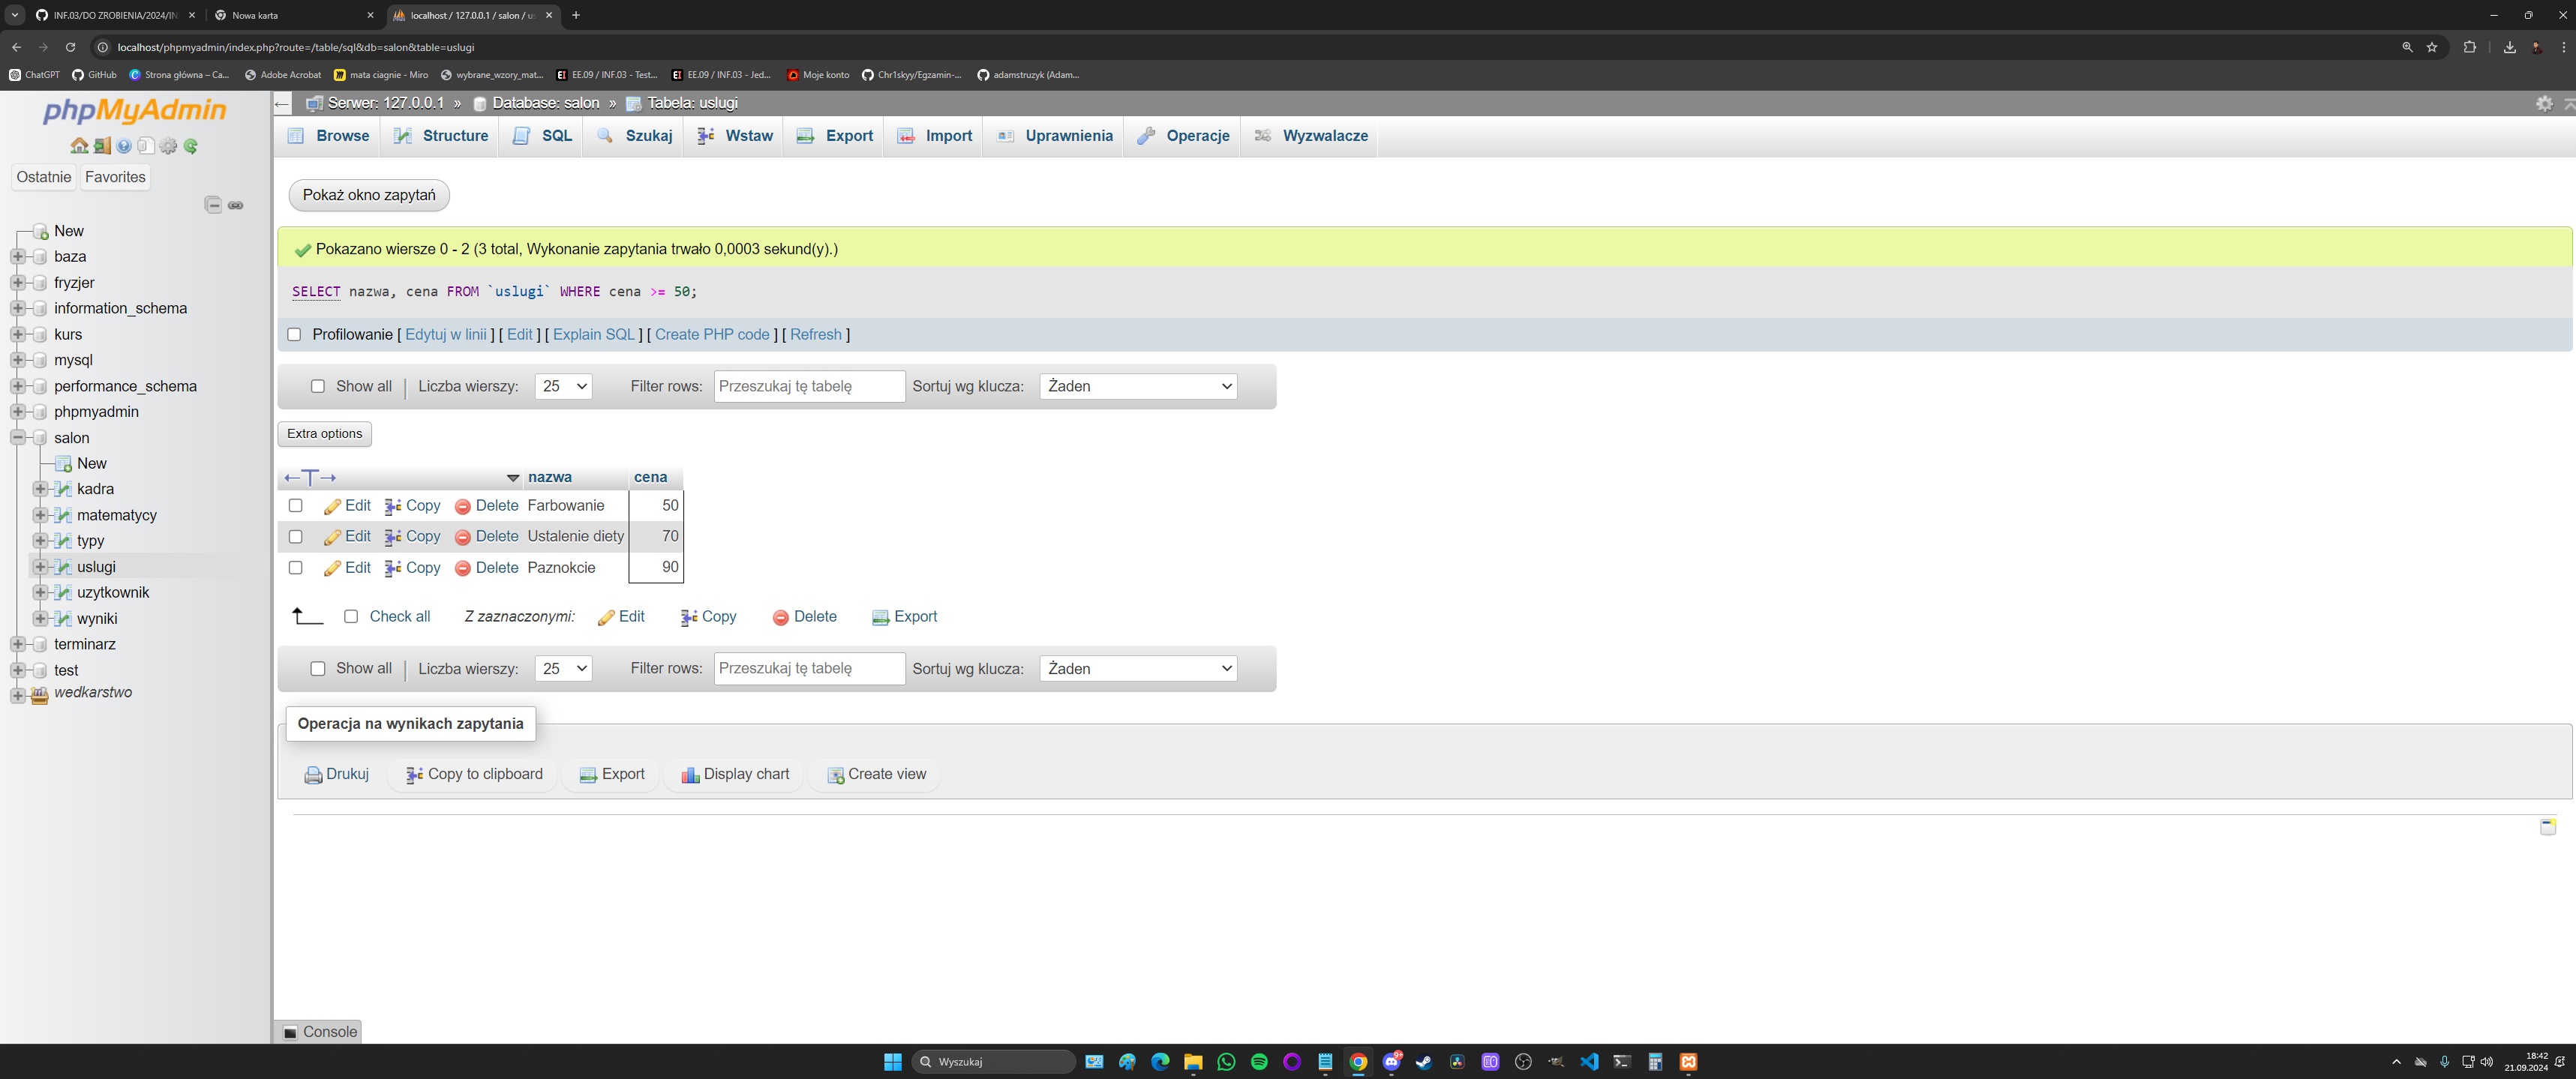 INF.03/DO ZROBIENIA/2024/IN
Nowa karta
localhost / 127.0.0.1 / salon / us
localhost/phpmyadmin/index.php?route=/table/sql&db=salon&table=uslugi
ChatGPT
GitHub
Strona główna – Ca...
Adobe Acrobat
mata ciagnie - Miro
wybrane_wzory_mat...
EE.09 / INF.03 - Test...
EE.09 / INF.03 - Jed...
Moje konto
Chr1skyy/Egzamin-...
adamstruzyk (Adam...
phpMyAdmin
Ostatnie
Favorites
New
baza
fryzjer
information_schema
kurs
mysql
performance_schema
phpmyadmin
salon
New
kadra
matematycy
typy
uslugi
uzytkownik
wyniki
terminarz
test
wedkarstwo
Serwer: 127.0.0.1 » Database: salon » Tabela: uslugi
Browse
Structure
SQL
Szukaj
Wstaw
Export
Import
Uprawnienia
Operacje
Wyzwalacze
Pokaż okno zapytań
Pokazano wiersze 0 - 2 (3 total, Wykonanie zapytania trwało 0,0003 sekund(y).)
SELECT nazwa, cena FROM `uslugi` WHERE cena >= 50;
Profilowanie [ Edytuj w linii ] [ Edit ] [ Explain SQL ] [ Create PHP code ] [ Refresh ]
Show all | Liczba wierszy: 25 Filter rows: Przeszukaj tę tabelę Sortuj wg klucza: Żaden
Extra options
nazwa cena
Edit Copy Delete Farbowanie 50
Edit Copy Delete Ustalenie diety 70
Edit Copy Delete Paznokcie 90
Check all Z zaznaczonymi: Edit Copy Delete Export
Show all | Liczba wierszy: 25 Filter rows: Przeszukaj tę tabelę Sortuj wg klucza: Żaden
Operacja na wynikach zapytania
Drukuj Copy to clipboard Export Display chart Create view
Console
Wyszukaj
18:42
21.09.2024